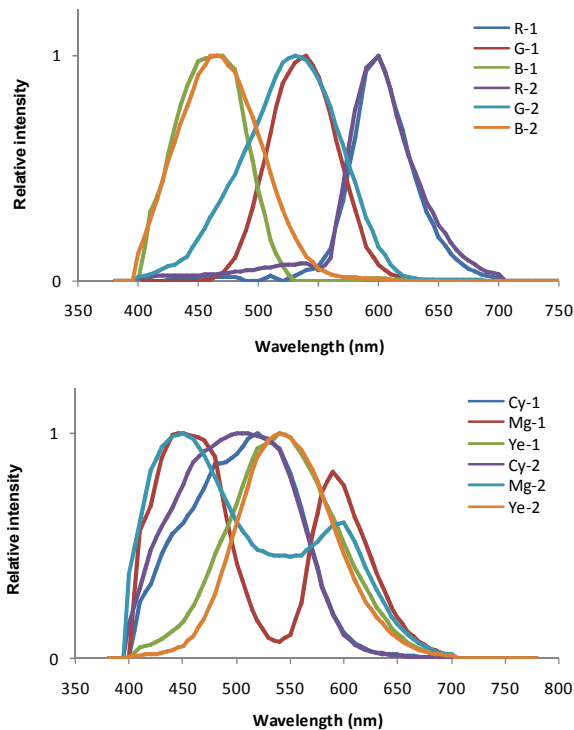 Relative intensity
1
0
R-1
G-1
B-1
R-2
G-2
B-2
350 400 450 500 550 600 650 700 750
Wavelength (nm)
Relative intensity
1
0
Cy-1
Mg-1
Ye-1
Cy-2
Mg-2
Ye-2
350 400 450 500 550 600 650 700 750 800
Wavelength (nm)